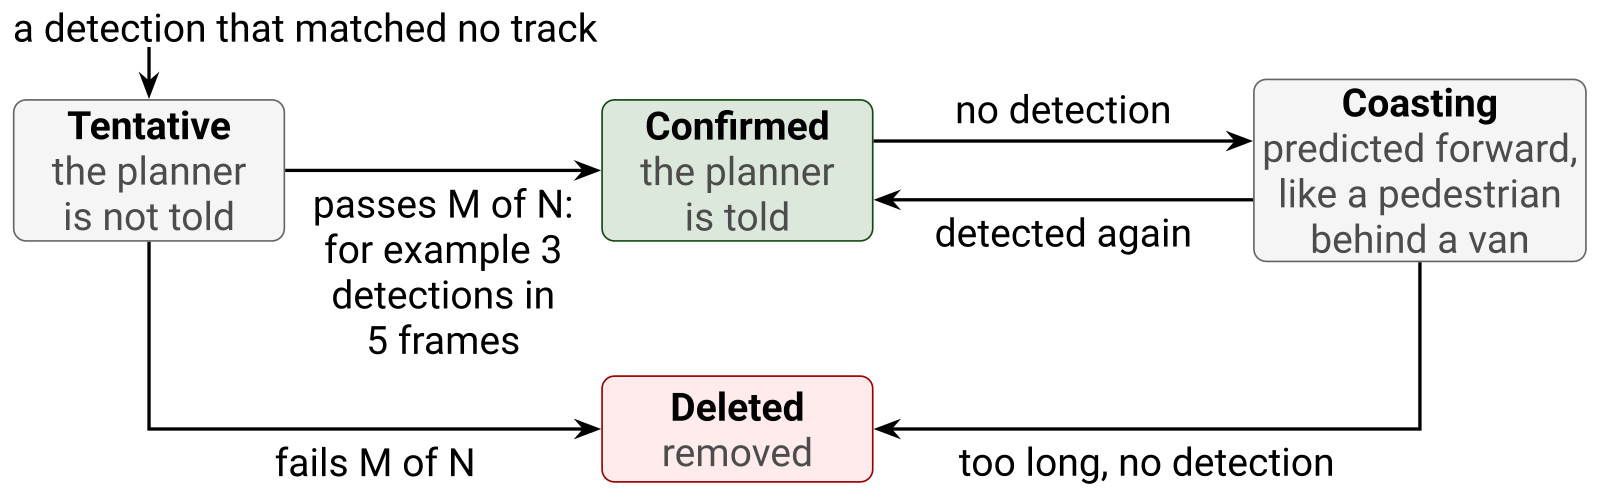 a detection that matched no track
Tentative
the planner
is not told
passes M of N:
for example 3
detections in
5 frames
Confirmed
the planner
is told
no detection
detected again
Coasting
predicted forward,
like a pedestrian
behind a van
fails M of N
Deleted
removed
too long, no detection